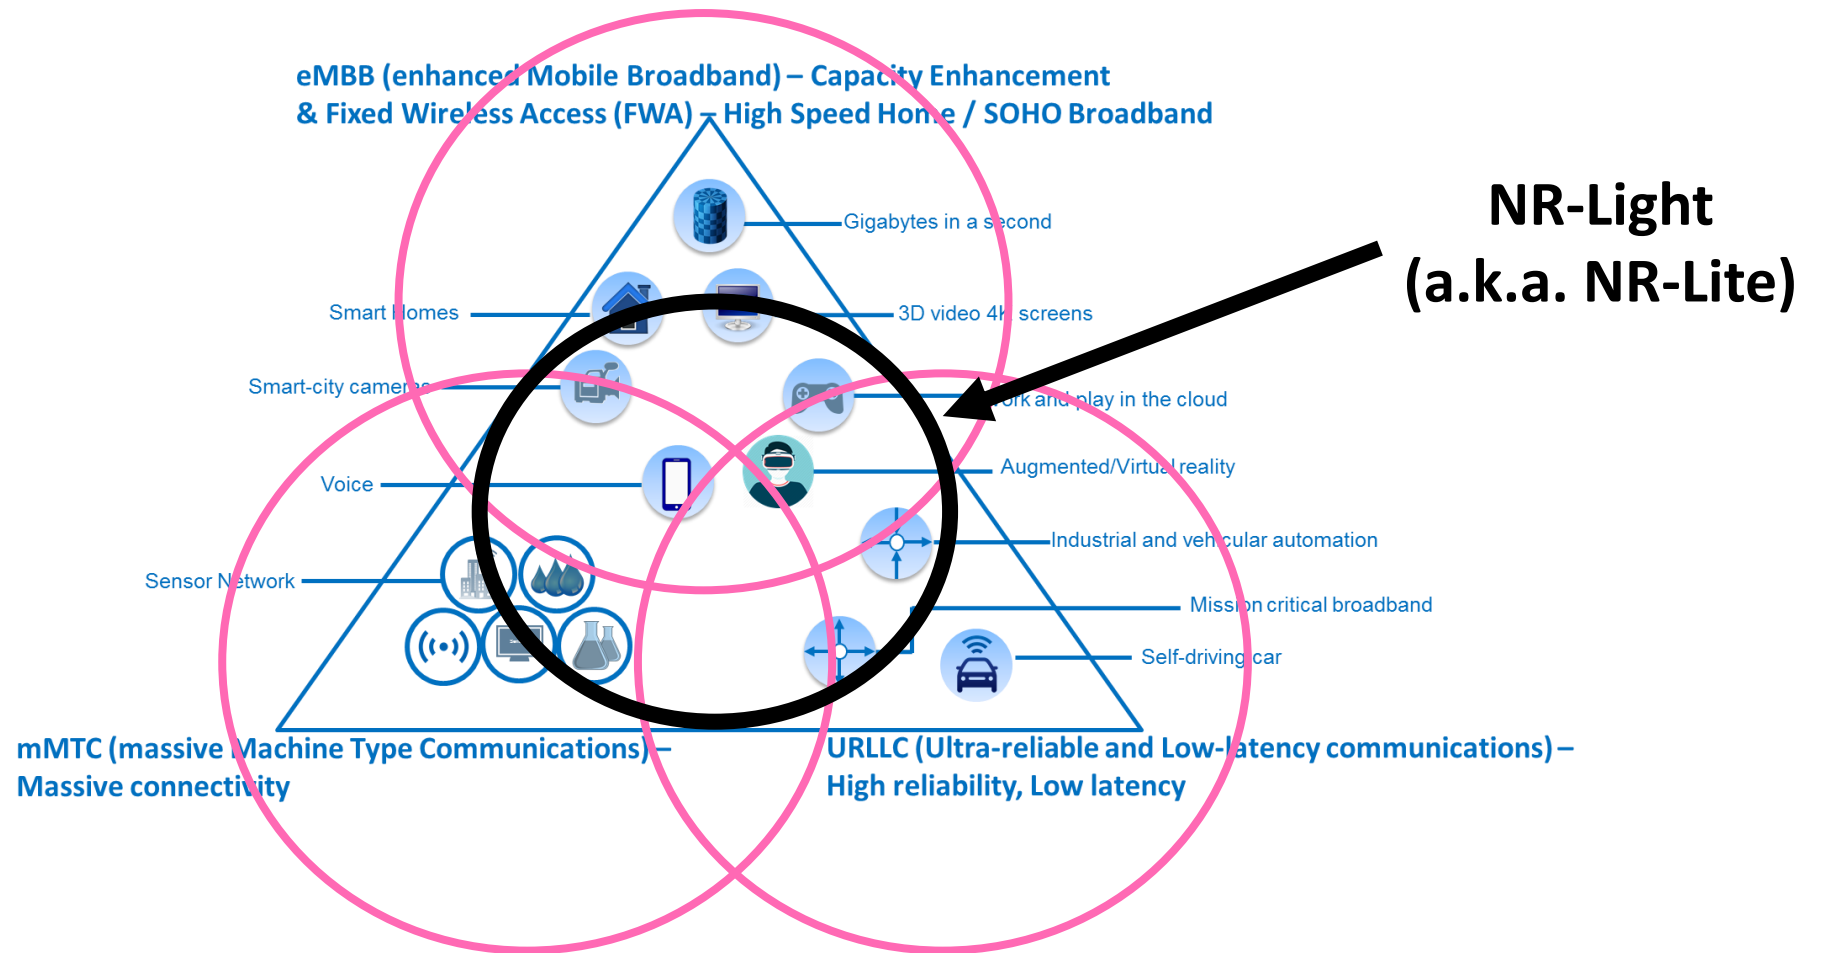 eMBB (enhanced Mobile Broadband) – Capacity Enhancement
& Fixed Wireless Access (FWA) – High Speed Home / SOHO Broadband
NR-Light
(a.k.a. NR-Lite)
Gigabytes in a second
Smart Homes
3D video 4K screens
Smart-city cameras
Work and play in the cloud
Augmented/Virtual reality
Voice
Industrial and vehicular automation
Sensor Network
Mission critical broadband
Self-driving car
mMTC (massive Machine Type Communications) –
Massive connectivity
URLLC (Ultra-reliable and Low-latency communications) –
High reliability, Low latency